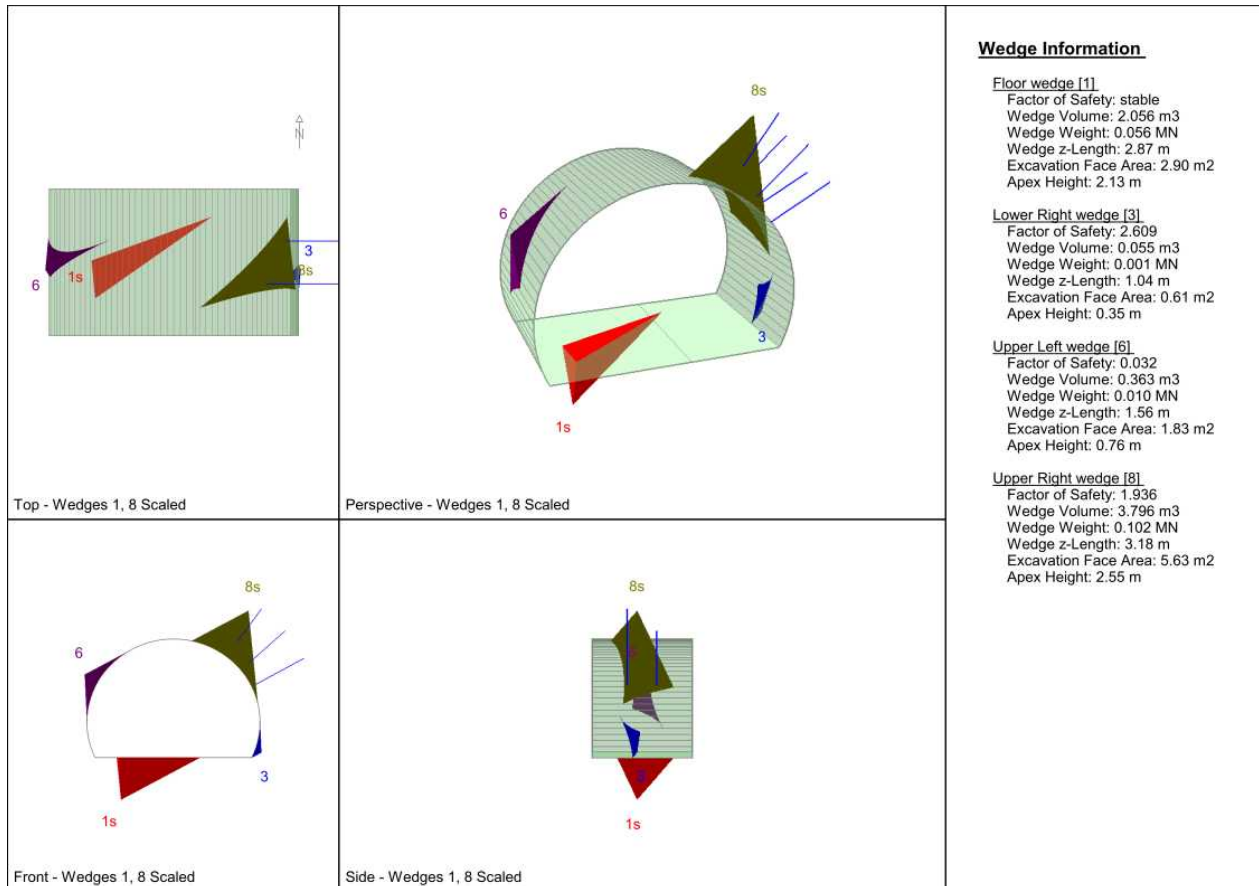 N
6
1s
3
8s
Top - Wedges 1, 8 Scaled
8s
6
3
1s
Perspective - Wedges 1, 8 Scaled
8s
6
3
1s
Front - Wedges 1, 8 Scaled
8s
1s
Side - Wedges 1, 8 Scaled
Wedge Information
Floor wedge [1]
Factor of Safety: stable
Wedge Volume: 2.056 m3
Wedge Weight: 0.056 MN
Wedge z-Length: 2.87 m
Excavation Face Area: 2.90 m2
Apex Height: 2.13 m
Lower Right wedge [3]
Factor of Safety: 2.609
Wedge Volume: 0.055 m3
Wedge Weight: 0.001 MN
Wedge z-Length: 1.04 m
Excavation Face Area: 0.61 m2
Apex Height: 0.35 m
Upper Left wedge [6]
Factor of Safety: 0.032
Wedge Volume: 0.363 m3
Wedge Weight: 0.010 MN
Wedge z-Length: 1.56 m
Excavation Face Area: 1.83 m2
Apex Height: 0.76 m
Upper Right wedge [8]
Factor of Safety: 1.936
Wedge Volume: 3.796 m3
Wedge Weight: 0.102 MN
Wedge z-Length: 3.18 m
Excavation Face Area: 5.63 m2
Apex Height: 2.55 m